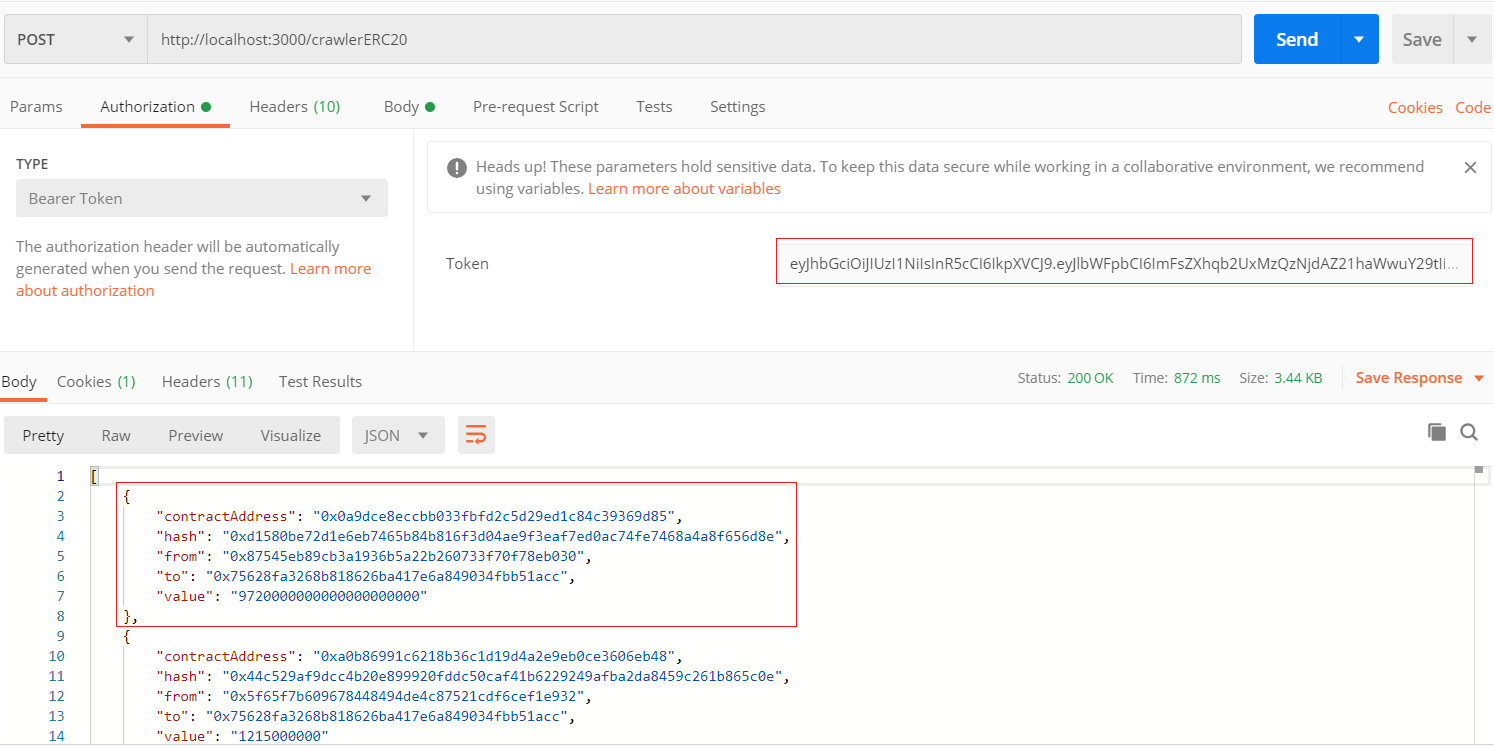 POST http://localhost:3000/crawlerERC20 Send Save
Params Authorization Headers (10) Body Pre-request Script Tests Settings Cookies Code
TYPE
Bearer Token
The authorization header will be automatically
generated when you send the request. Learn more
about authorization
Heads up! These parameters hold sensitive data. To keep this data secure while working in a collaborative environment, we recommend
using variables. Learn more about variables
Token eyJhbGciOiJIUzI1NiIsInR5cCI6IkpXVCJ9.eyJlbWFpbCI6ImFsZXhqb2UxMzQzNjdAZ21haWwuY29tIi...
Body Cookies (1) Headers (11) Test Results Status: 200 OK Time: 872 ms Size: 3.44 KB Save Response
Pretty Raw Preview Visualize JSON
1 [
2 {
3 "contractAddress": "0x0a9dce8eccbb033fbfd2c5d29ed1c84c39369d85",
4 "hash": "0xd1580be72d1e6eb7465b84b816f3d04ae9f3eaf7ed0ac74fe7468a4a8f656d8e",
5 "from": "0x87545eb89cb3a1936b5a22b260733f70f78eb030",
6 "to": "0x75628fa3268b818626ba417e6a849034fbb51acc",
7 "value": "9720000000000000000000"
8 },
9 {
10 "contractAddress": "0xa0b86991c6218b36c1d19d4a2e9eb0ce3606eb48",
11 "hash": "0x44c529af9dcc4b20e899920fddc50caf41b6229249afba2da8459c261b865c0e",
12 "from": "0x5f65f7b609678448494de4c87521cdf6cef1e932",
13 "to": "0x75628fa3268b818626ba417e6a849034fbb51acc",
14 "value": "1215000000"